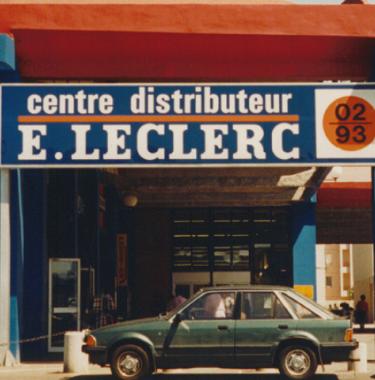 centre distributeur
E.LECLERC
02
93